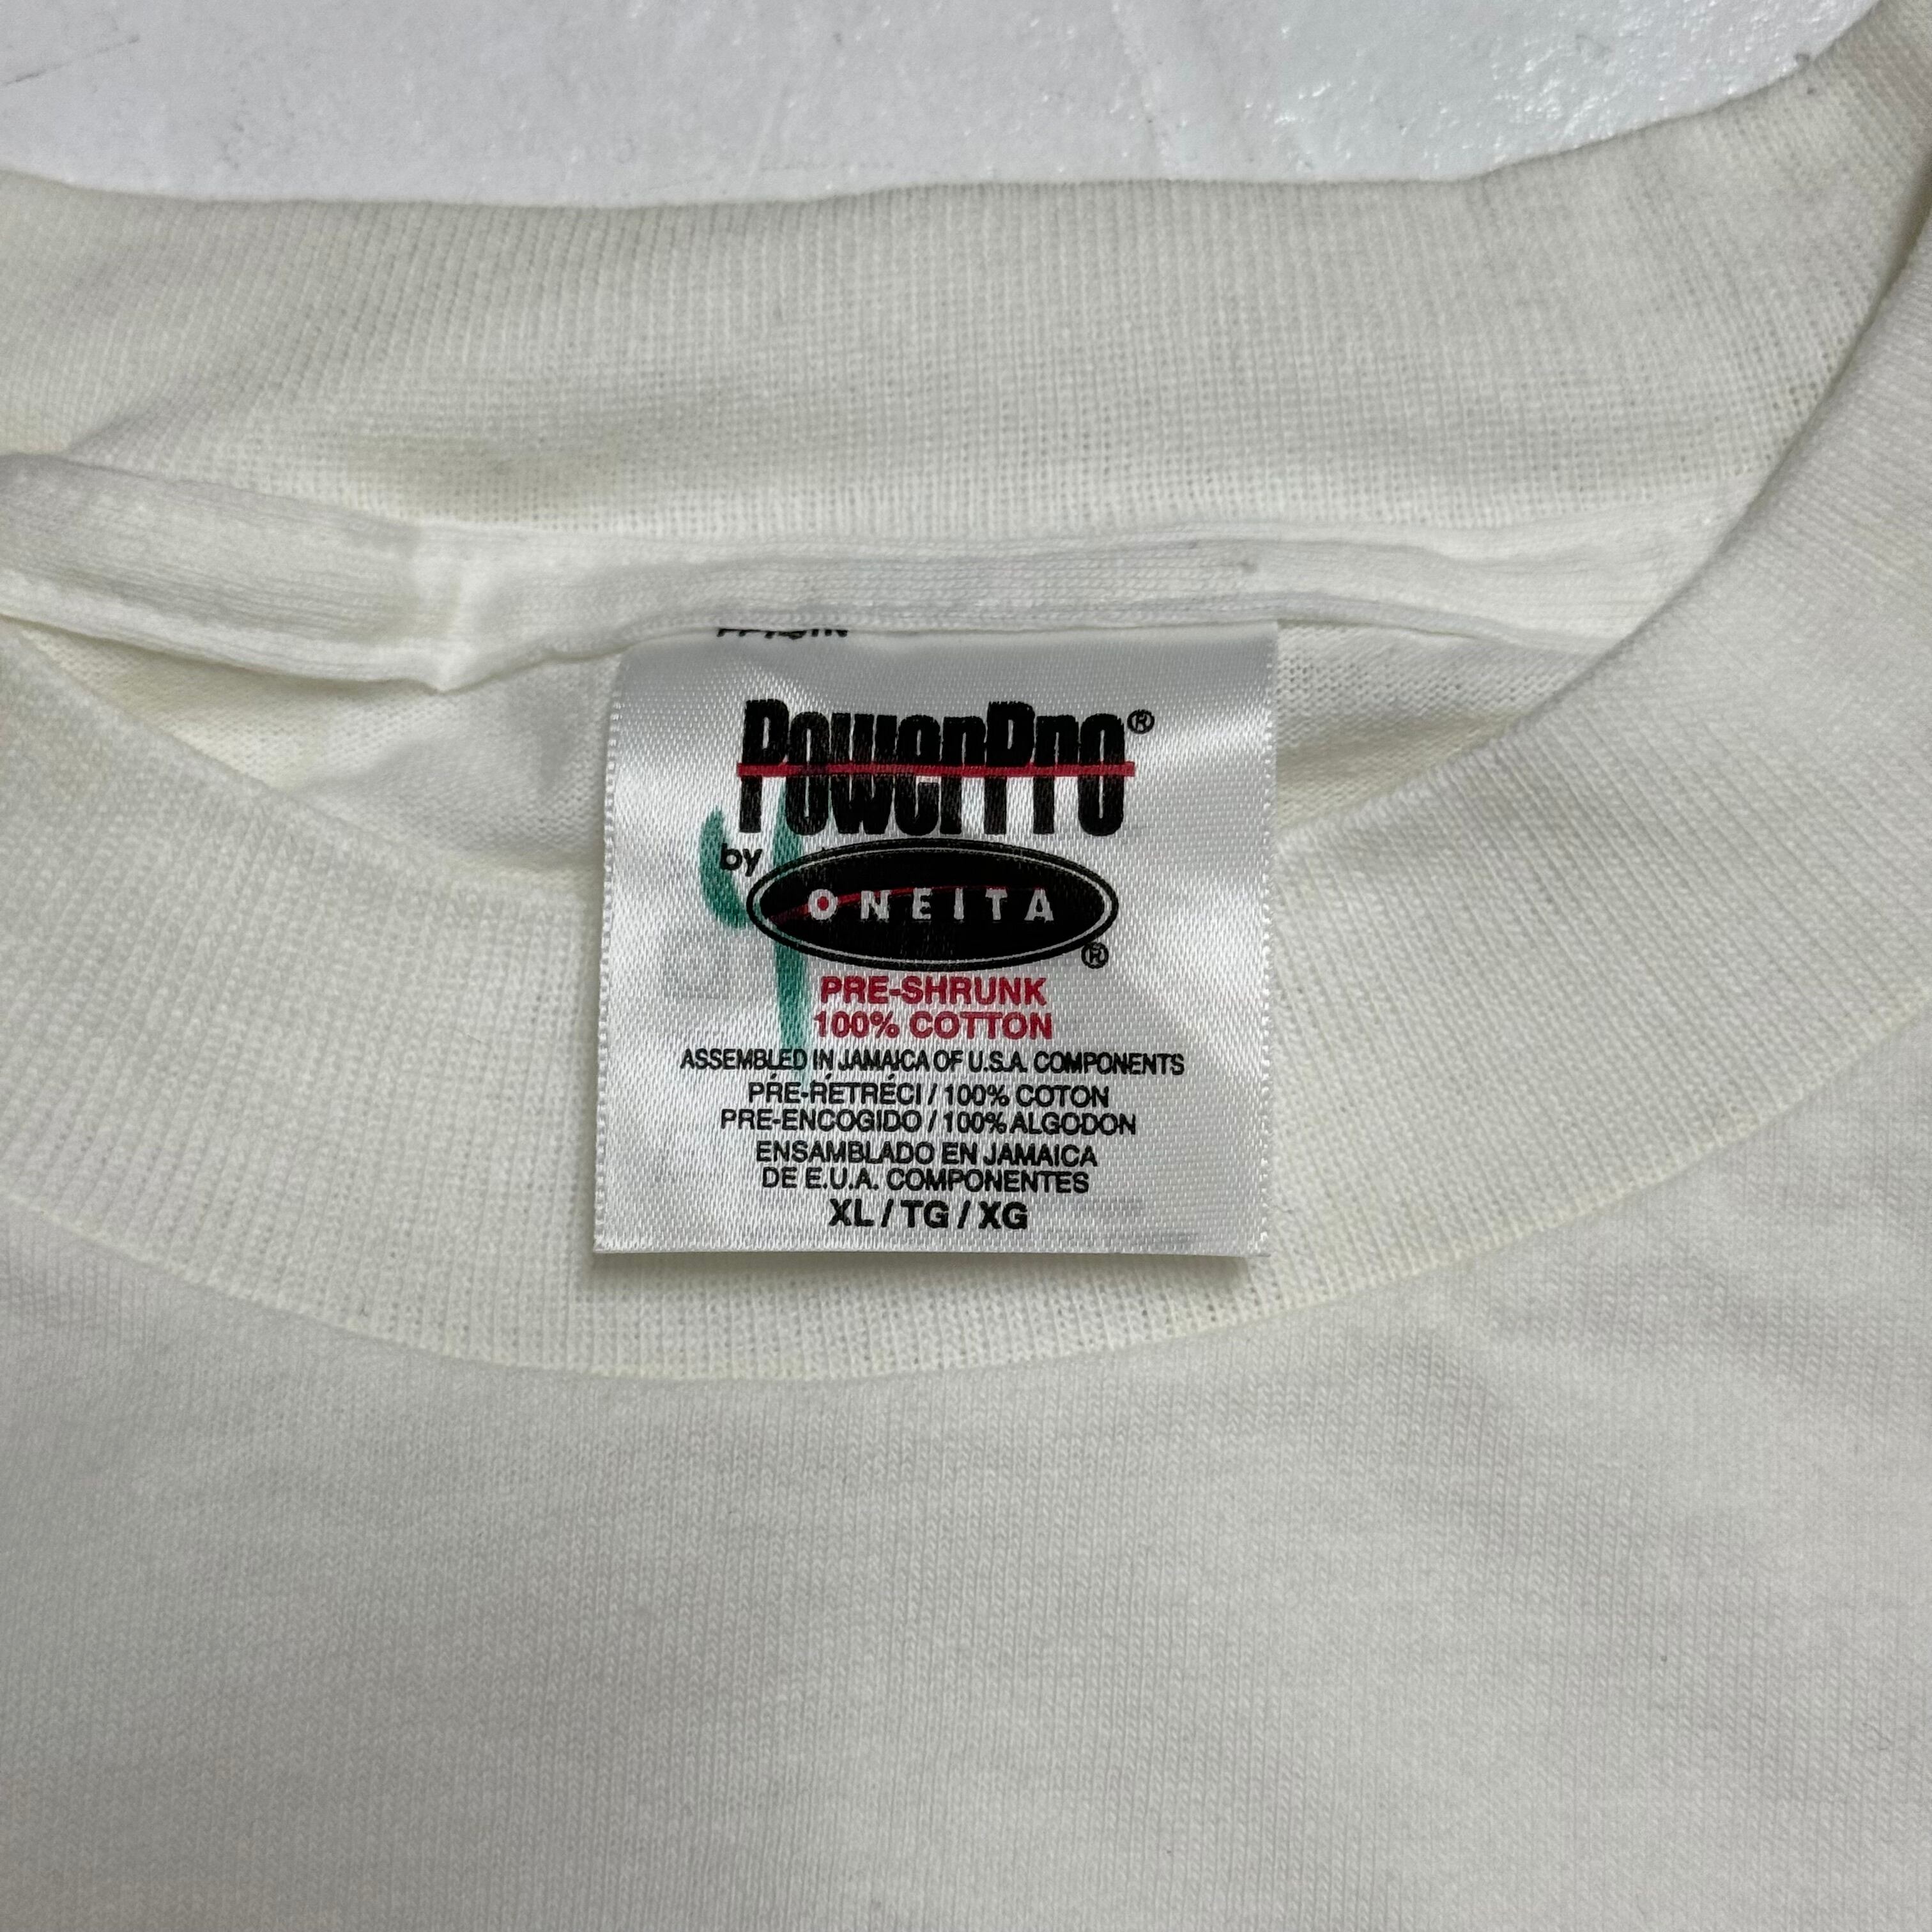 PowerPro®
by ONEITA ®
PRE-SHRUNK
100% COTTON
ASSEMBLED IN JAMAICA OF U.S.A. COMPONENTS
PRÉ-RÉTRÉCI / 100% COTON
PRE-ENCOGIDO / 100% ALGODON
ENSAMBLADO EN JAMAICA
DE E.U.A. COMPONENTES
XL / TG / XG